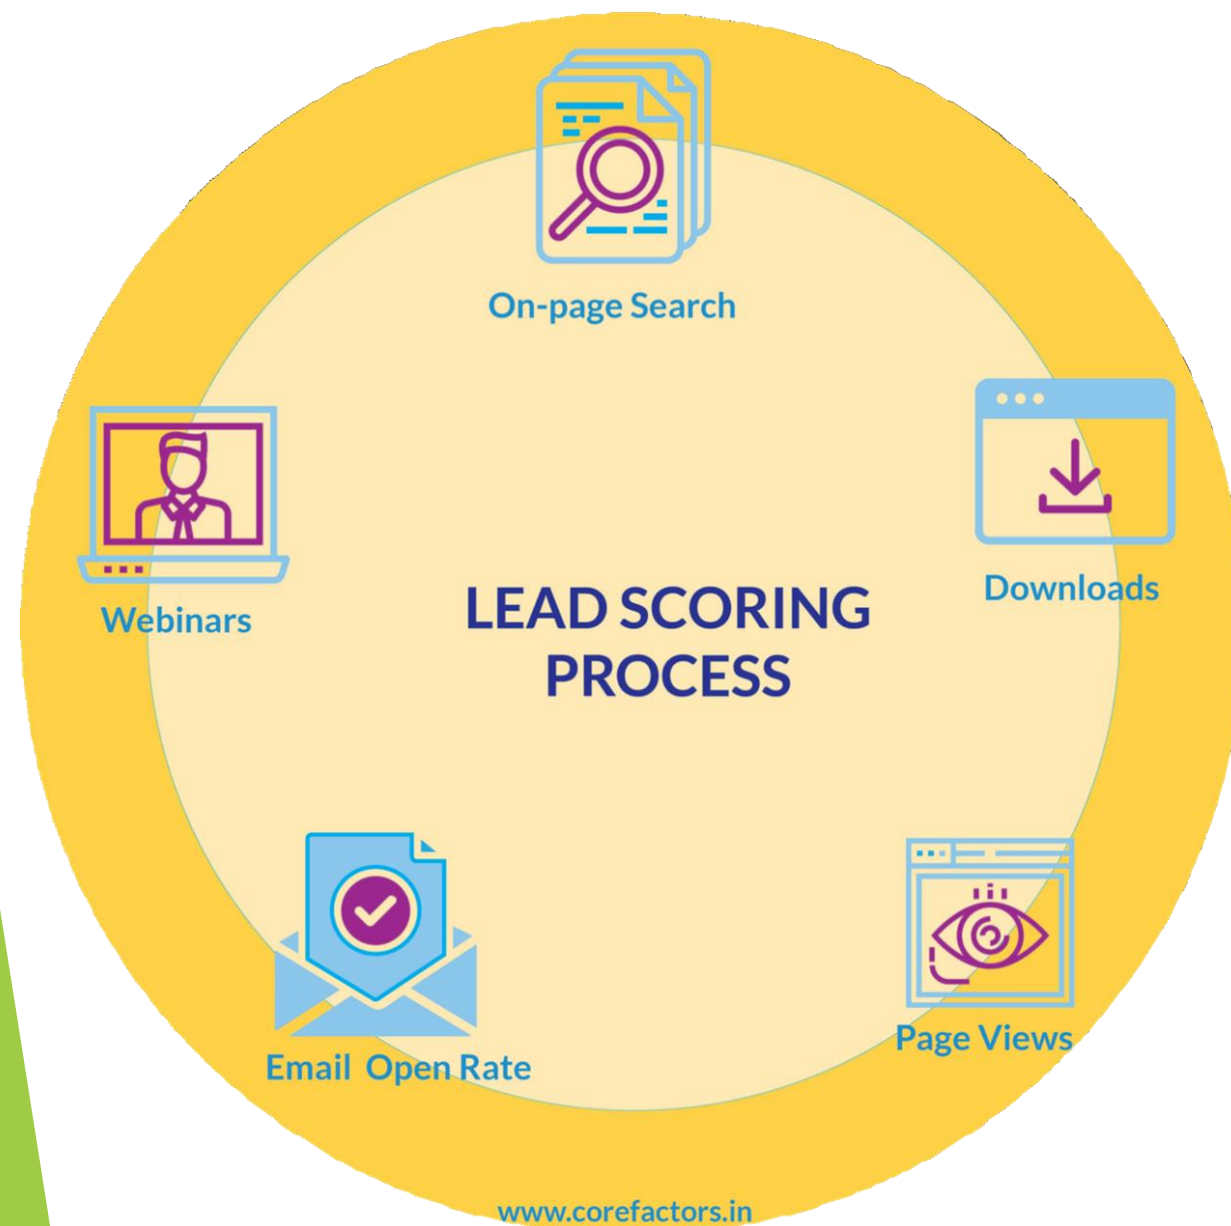 On-page Search
Downloads
Webinars
LEAD SCORING
PROCESS
Page Views
Email Open Rate
www.corefactors.in